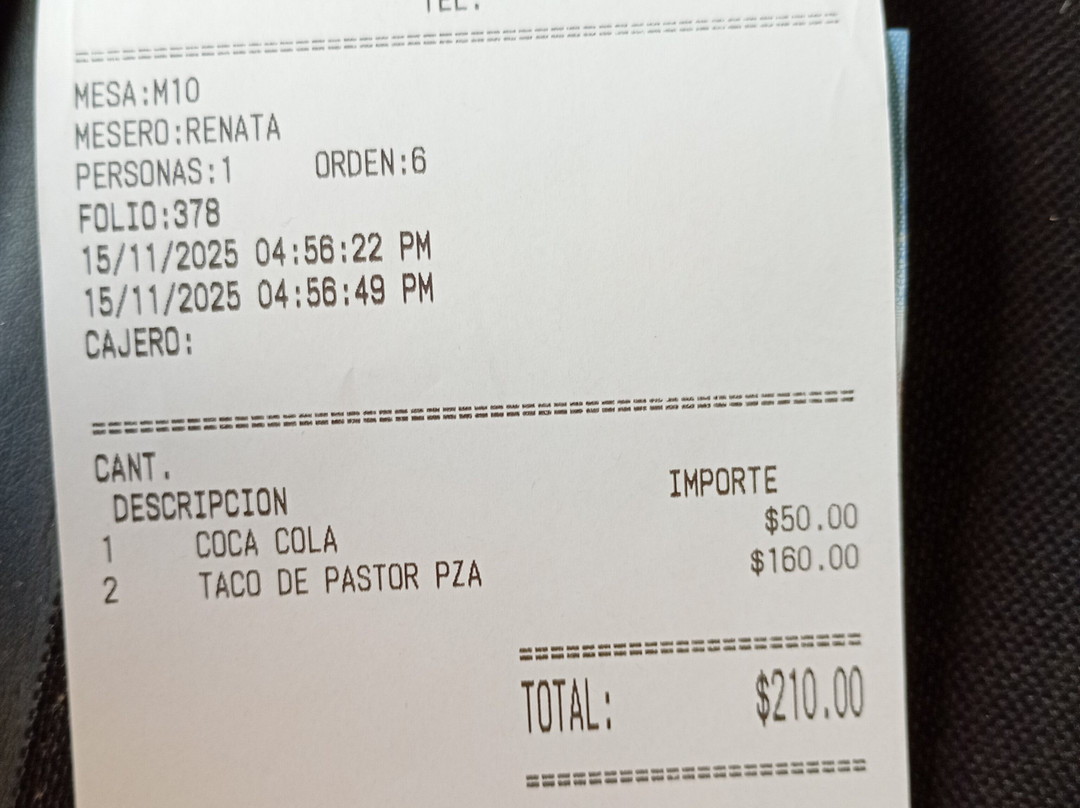 TEL.
==================================================
MESA:M10
MESERO:RENATA
PERSONAS:1 ORDEN:6
FOLIO:378
15/11/2025 04:56:22 PM
15/11/2025 04:56:49 PM
CAJERO:
==================================================
CANT.
DESCRIPCION IMPORTE
1 COCA COLA $50.00
2 TACO DE PASTOR PZA $160.00
======================
TOTAL: $210.00
======================